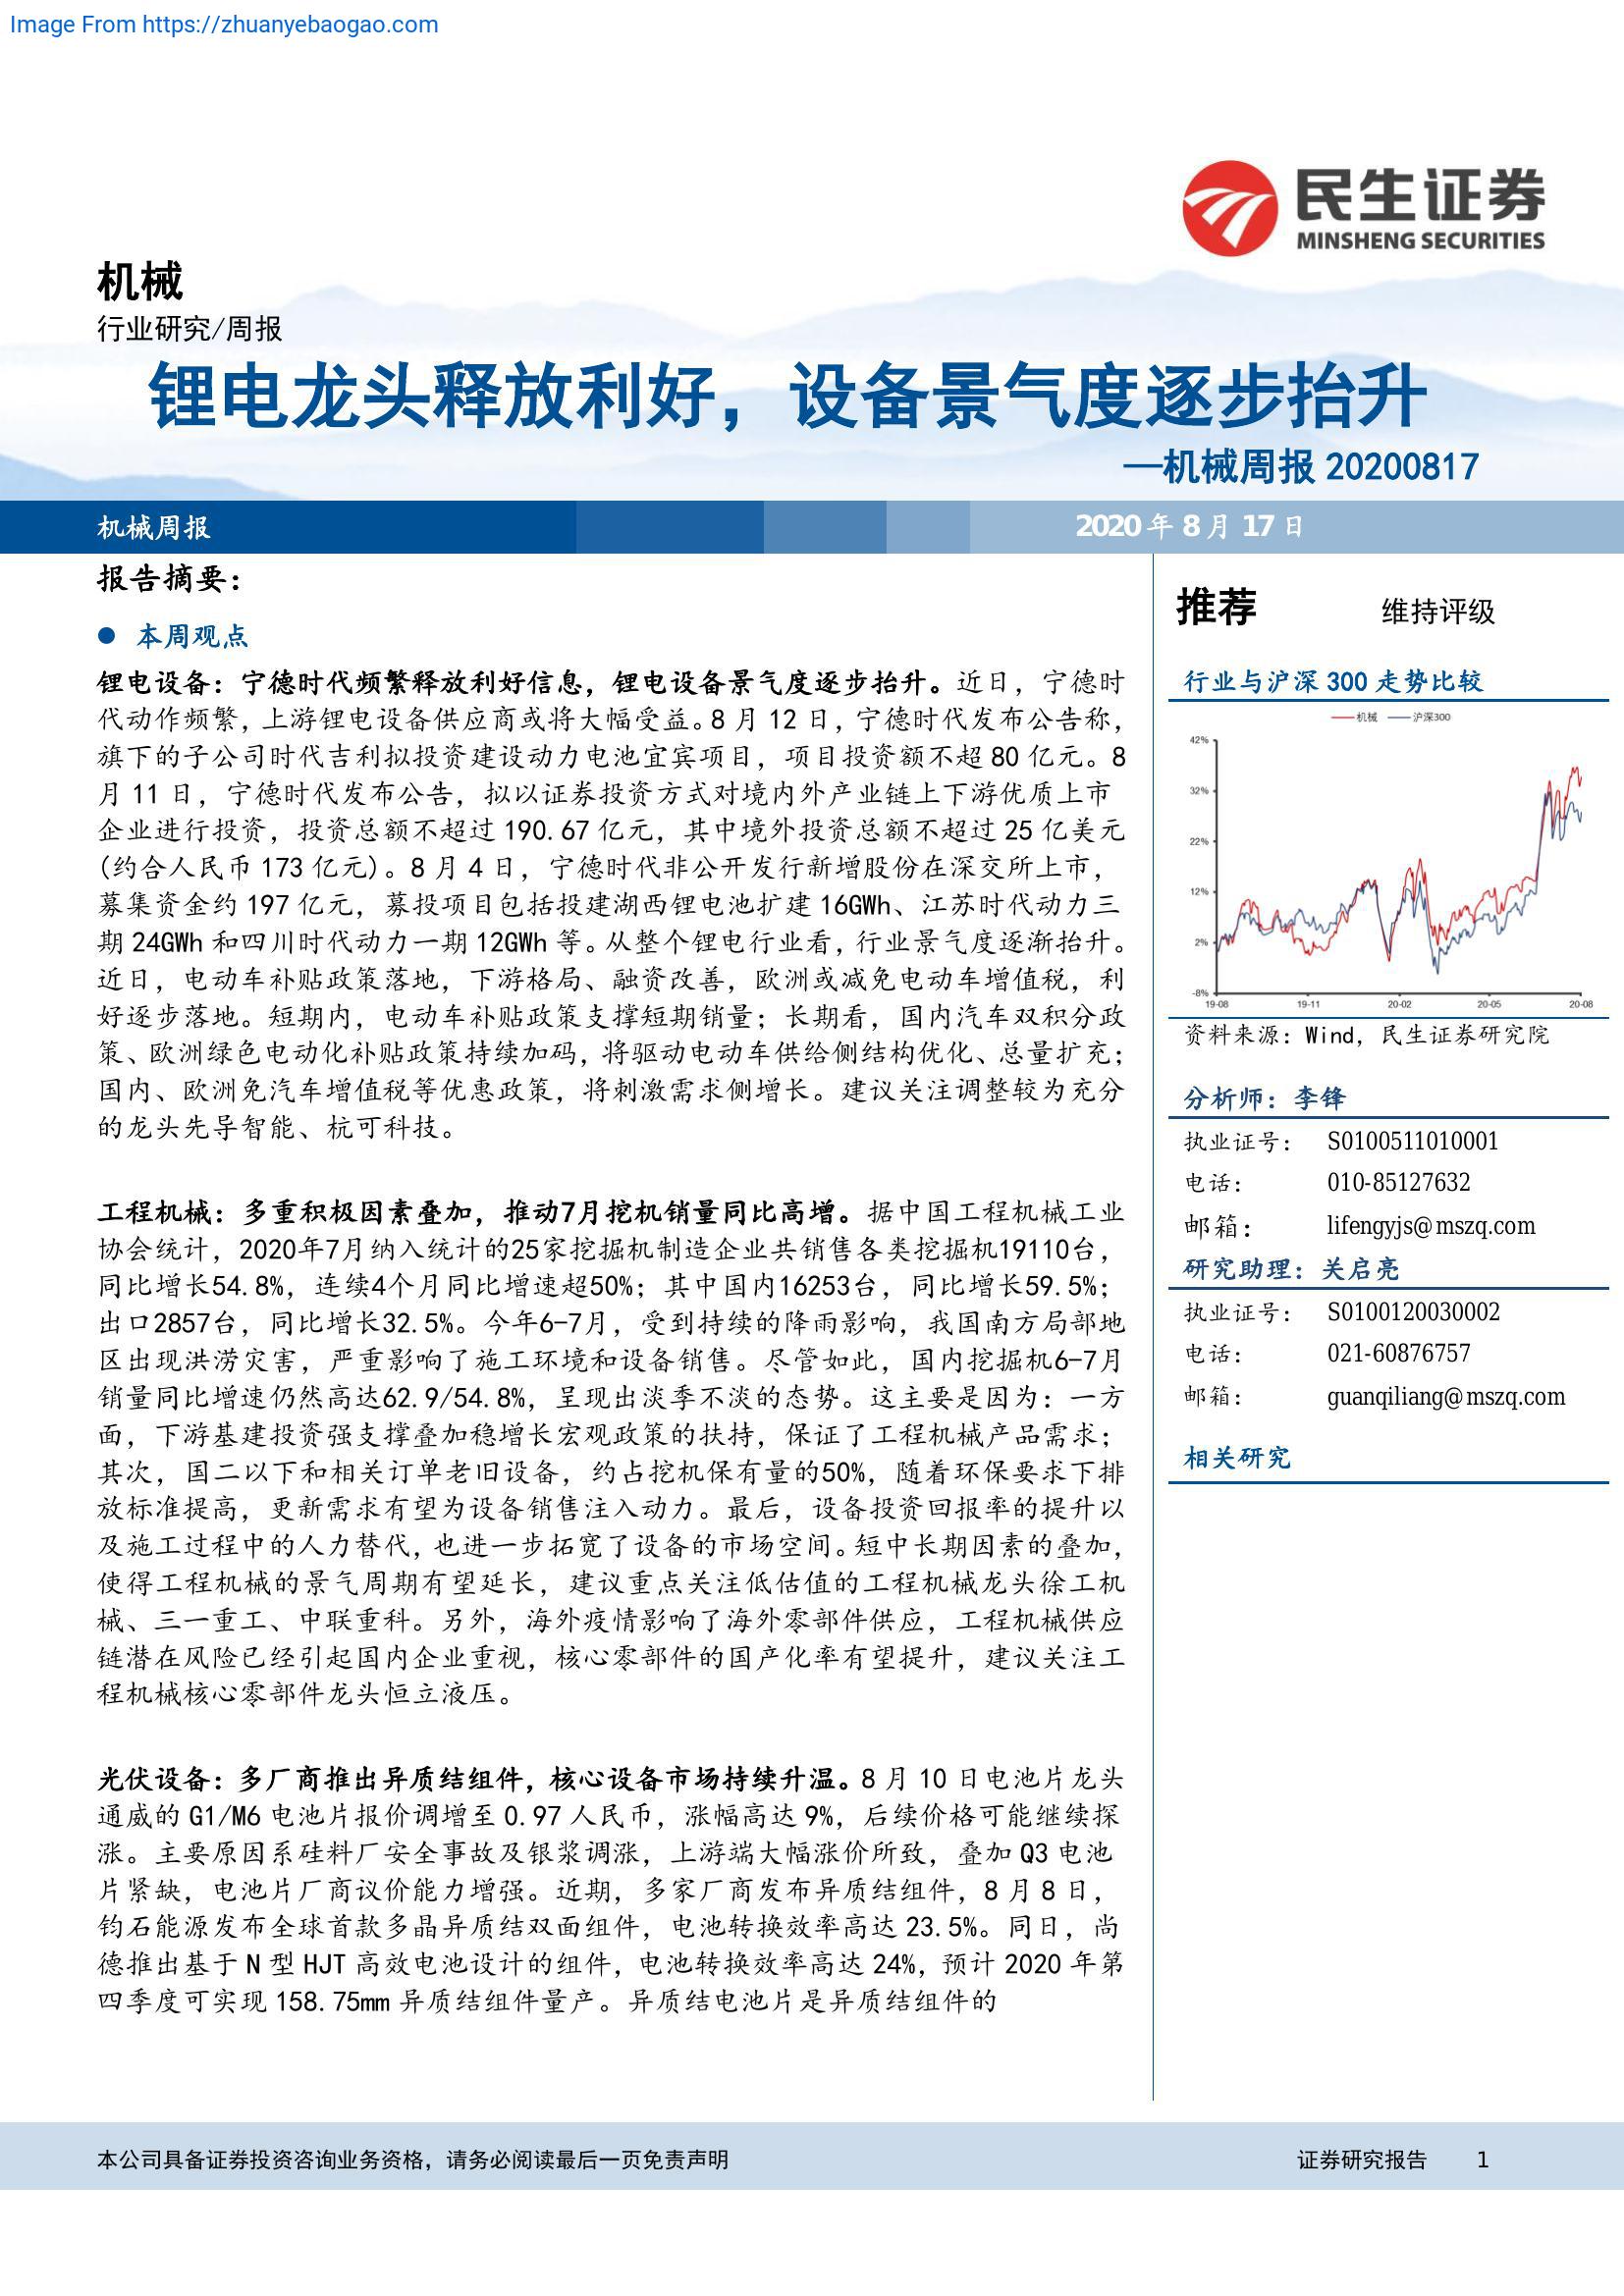 Image From https://zhuanyebaogao.com
民生证券
MINSHENG SECURITIES
机械
行业研究/周报
锂电龙头释放利好，设备景气度逐步抬升
—机械周报 20200817
机械周报
2020 年 8 月 17 日
报告摘要：
● 本周观点
锂电设备：宁德时代频繁释放利好信息，锂电设备景气度逐步抬升。近日，宁德时
代动作频繁，上游锂电设备供应商或将大幅受益。8 月 12 日，宁德时代发布公告称，
旗下的子公司时代吉利拟投资建设动力电池宜宾项目，项目投资额不超 80 亿元。8
月 11 日，宁德时代发布公告，拟以证券投资方式对境内外产业链上下游优质上市
企业进行投资，投资总额不超过 190.67 亿元，其中境外投资总额不超过 25 亿美元
(约合人民币 173 亿元)。8 月 4 日，宁德时代非公开发行新增股份在深交所上市，
募集资金约 197 亿元，募投项目包括投建湖西锂电池扩建 16GWh、江苏时代动力三
期 24GWh 和四川时代动力一期 12GWh 等。从整个锂电行业看，行业景气度逐渐抬升。
近日，电动车补贴政策落地，下游格局、融资改善，欧洲或减免电动车增值税，利
好逐步落地。短期内，电动车补贴政策支撑短期销量；长期看，国内汽车双积分政
策、欧洲绿色电动化补贴政策持续加码，将驱动电动车供给侧结构优化、总量扩充；
国内、欧洲免汽车增值税等优惠政策，将刺激需求侧增长。建议关注调整较为充分
的龙头先导智能、杭可科技。
工程机械：多重积极因素叠加，推动7月挖机销量同比高增。据中国工程机械工业
协会统计，2020年7月纳入统计的25家挖掘机制造企业共销售各类挖掘机19110台，
同比增长54.8%，连续4个月同比增速超50%；其中国内16253台，同比增长59.5%；
出口2857台，同比增长32.5%。今年6-7月，受到持续的降雨影响，我国南方局部地
区出现洪涝灾害，严重影响了施工环境和设备销售。尽管如此，国内挖掘机6-7月
销量同比增速仍然高达62.9/54.8%，呈现出淡季不淡的态势。这主要是因为：一方
面，下游基建投资强支撑叠加稳增长宏观政策的扶持，保证了工程机械产品需求；
其次，国二以下和相关订单老旧设备，约占挖机保有量的50%，随着环保要求下排
放标准提高，更新需求有望为设备销售注入动力。最后，设备投资回报率的提升以
及施工过程中的人力替代，也进一步拓宽了设备的市场空间。短中长期因素的叠加，
使得工程机械的景气周期有望延长，建议重点关注低估值的工程机械龙头徐工机
械、三一重工、中联重科。另外，海外疫情影响了海外零部件供应，工程机械供应
链潜在风险已经引起国内企业重视，核心零部件的国产化率有望提升，建议关注工
程机械核心零部件龙头恒立液压。
光伏设备：多厂商推出异质结组件，核心设备市场持续升温。8 月 10 日电池片龙头
通威的 G1/M6 电池片报价调增至 0.97 人民币，涨幅高达 9%，后续价格可能继续探
涨。主要原因系硅料厂安全事故及银浆调涨，上游端大幅涨价所致，叠加 Q3 电池
片紧缺，电池片厂商议价能力增强。近期，多家厂商发布异质结组件，8 月 8 日，
钧石能源发布全球首款多晶异质结双面组件，电池转换效率高达 23.5%。同日，尚
德推出基于 N 型 HJT 高效电池设计的组件，电池转换效率高达 24%，预计 2020 年第
四季度可实现 158.75mm 异质结组件量产。异质结电池片是异质结组件的
推荐 维持评级
行业与沪深 300 走势比较
机械 沪深300
42%
32%
22%
12%
2%
-8%
19-08 19-11 20-02 20-05 20-08
资料来源：Wind，民生证券研究院
分析师：李锋
执业证号： S0100511010001
电话： 010-85127632
邮箱： lifengyjs@mszq.com
研究助理：关启亮
执业证号： S0100120030002
电话： 021-60876757
邮箱： guanqiliang@mszq.com
相关研究
本公司具备证券投资咨询业务资格，请务必阅读最后一页免责声明
证券研究报告 1